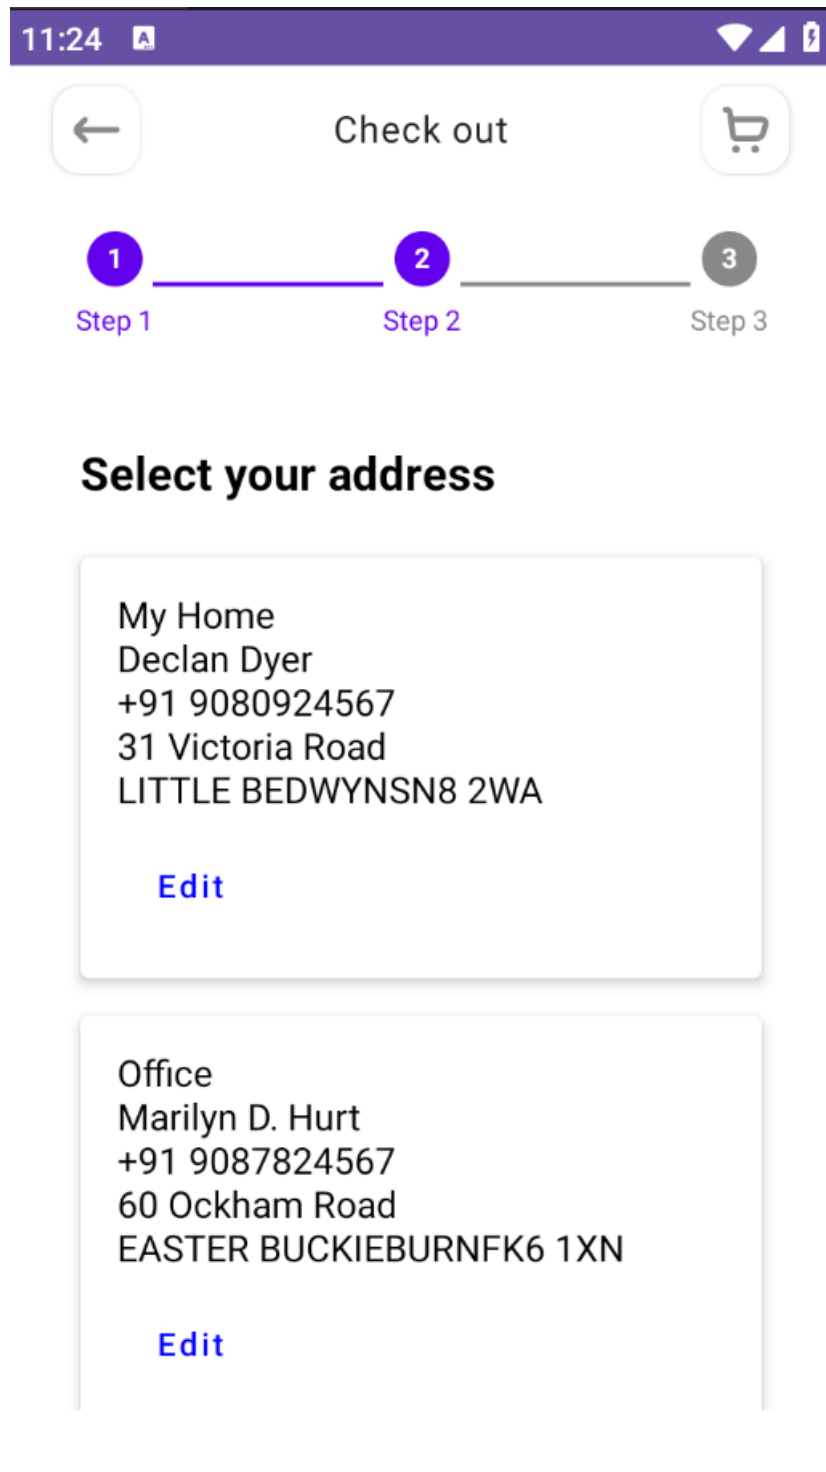 11:24 A
Check out
1 2 3
Step 1 Step 2 Step 3
Select your address
My Home
Declan Dyer
+91 9080924567
31 Victoria Road
LITTLE BEDWYNSN8 2WA
Edit
Office
Marilyn D. Hurt
+91 9087824567
60 Ockham Road
EASTER BUCKIEBURNFK6 1XN
Edit